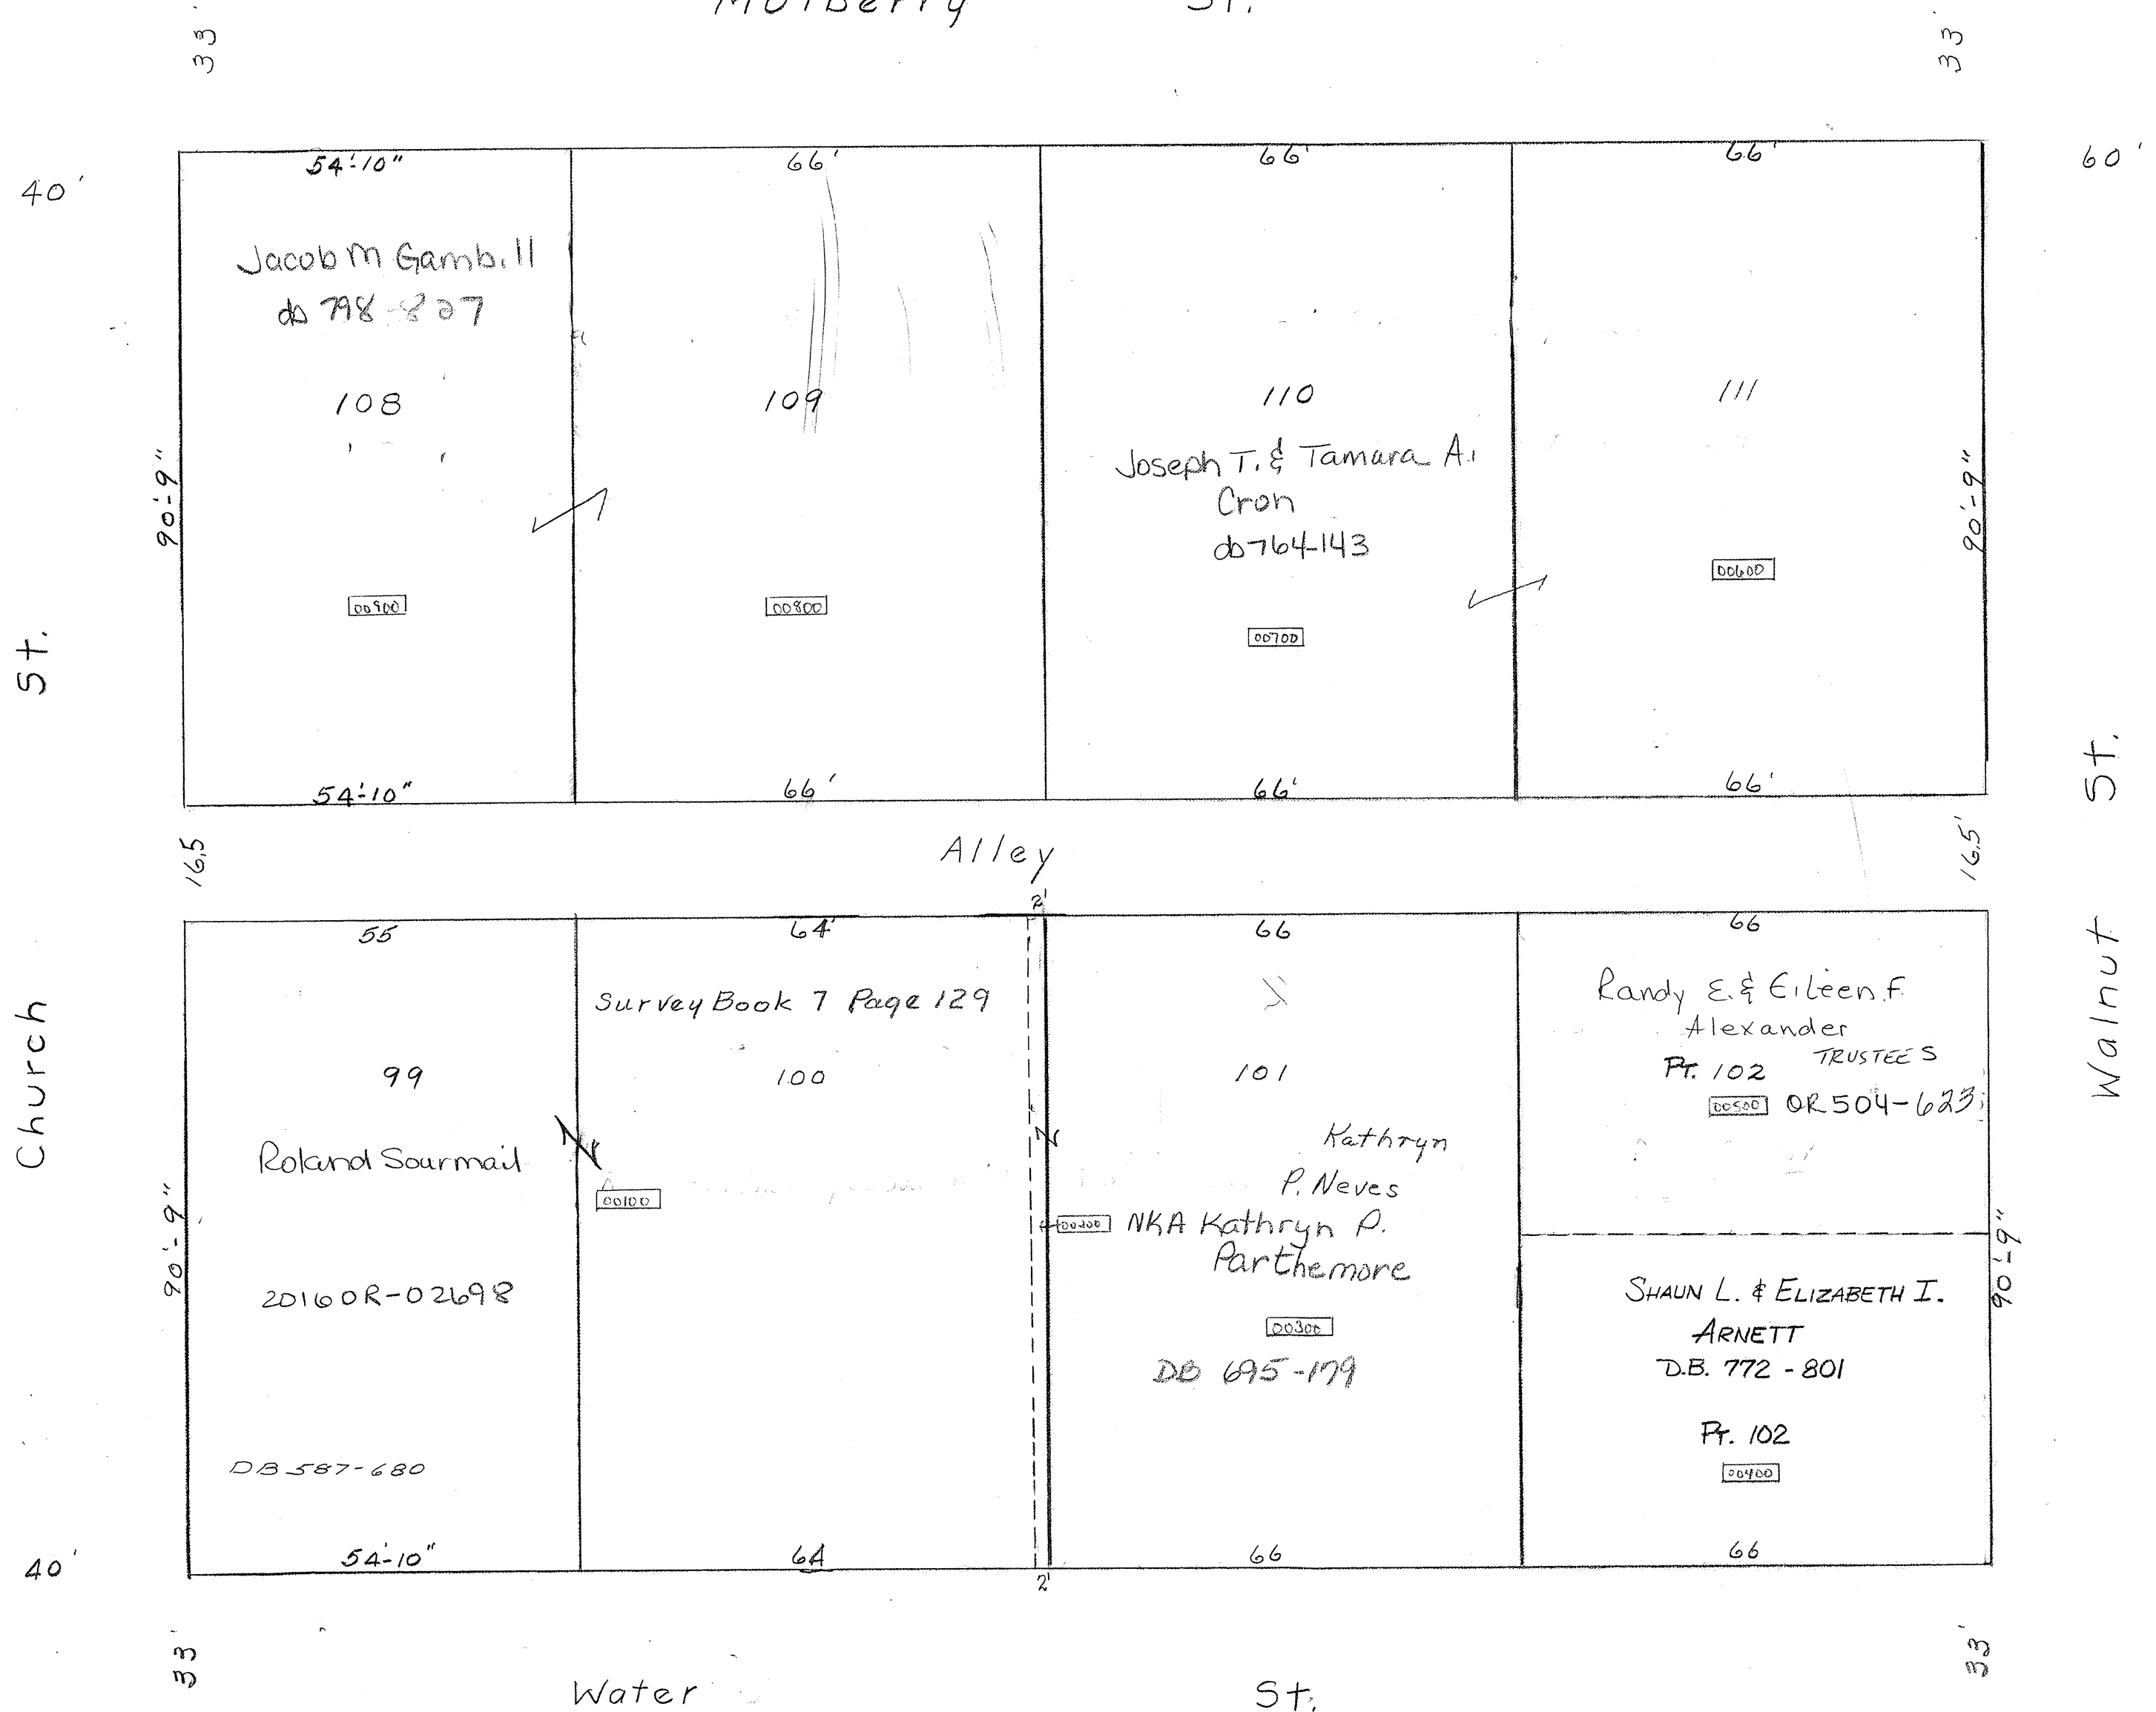 Mulberry St.
33
33
40'
60'
54'-10"
66'
66'
66'
Jacob M Gambill
db 798-827
108
109
110
111
Joseph T. & Tamara A.
Cron
db 764-143
90'-9"
90'-9"
00900
00800
00700
00600
St.
St.
54'-10"
66'
66'
66'
16.5
Alley
16.5'
2'
55
64'
66
66
Survey Book 7 Page 129
Randy E. & Eileen F.
Alexander
TRUSTEES
99
100
101
Pt. 102
00500 OR 504-623
Church
Walnut
Roland Sourmail
Kathryn
P. Neves
00100
00200 NKA Kathryn P.
Parthemore
90'-9"
90'-9"
2016OR-02698
SHAUN L. & ELIZABETH I.
ARNETT
D.B. 772-801
00300
DB 695-179
Pt. 102
00400
DB 587-680
54'-10"
64
66
66
40'
2'
33'
33'
Water St.